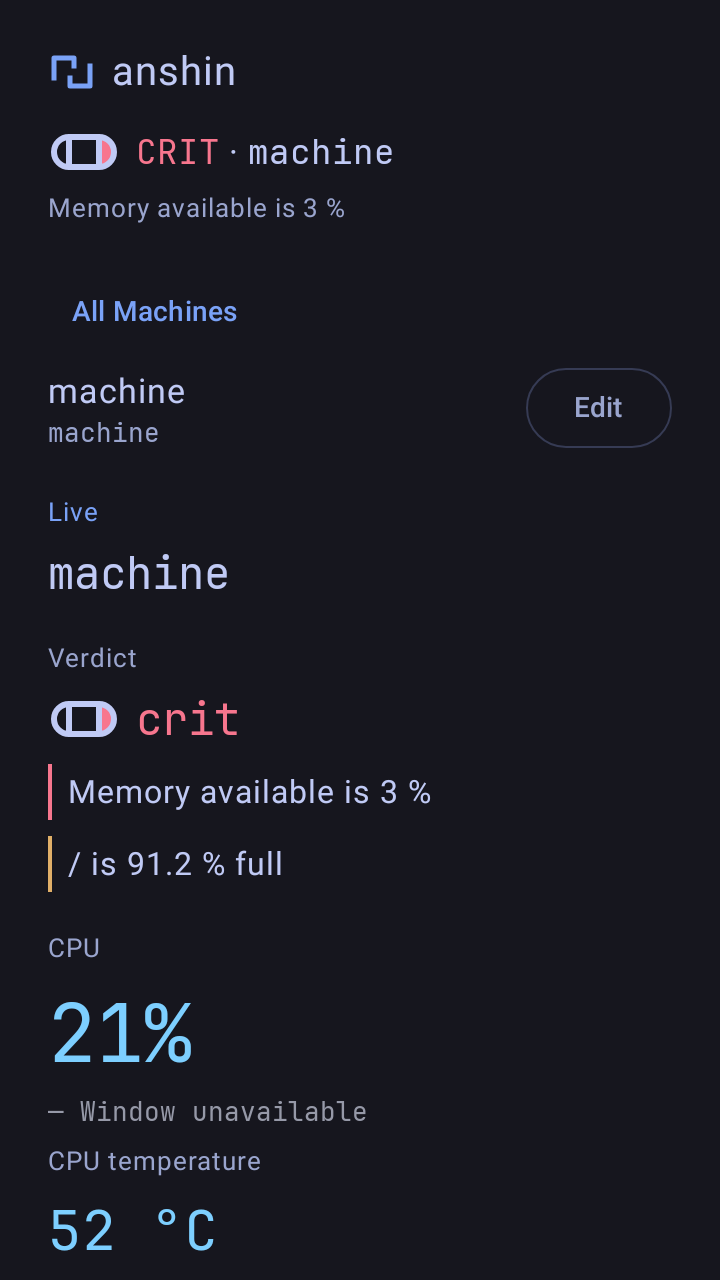 anshin
CRIT · machine
Memory available is 3 %
All Machines
machine
Edit
machine
Live
machine
Verdict
crit
Memory available is 3 %
/ is 91.2 % full
CPU
21%
— Window unavailable
CPU temperature
52 °C